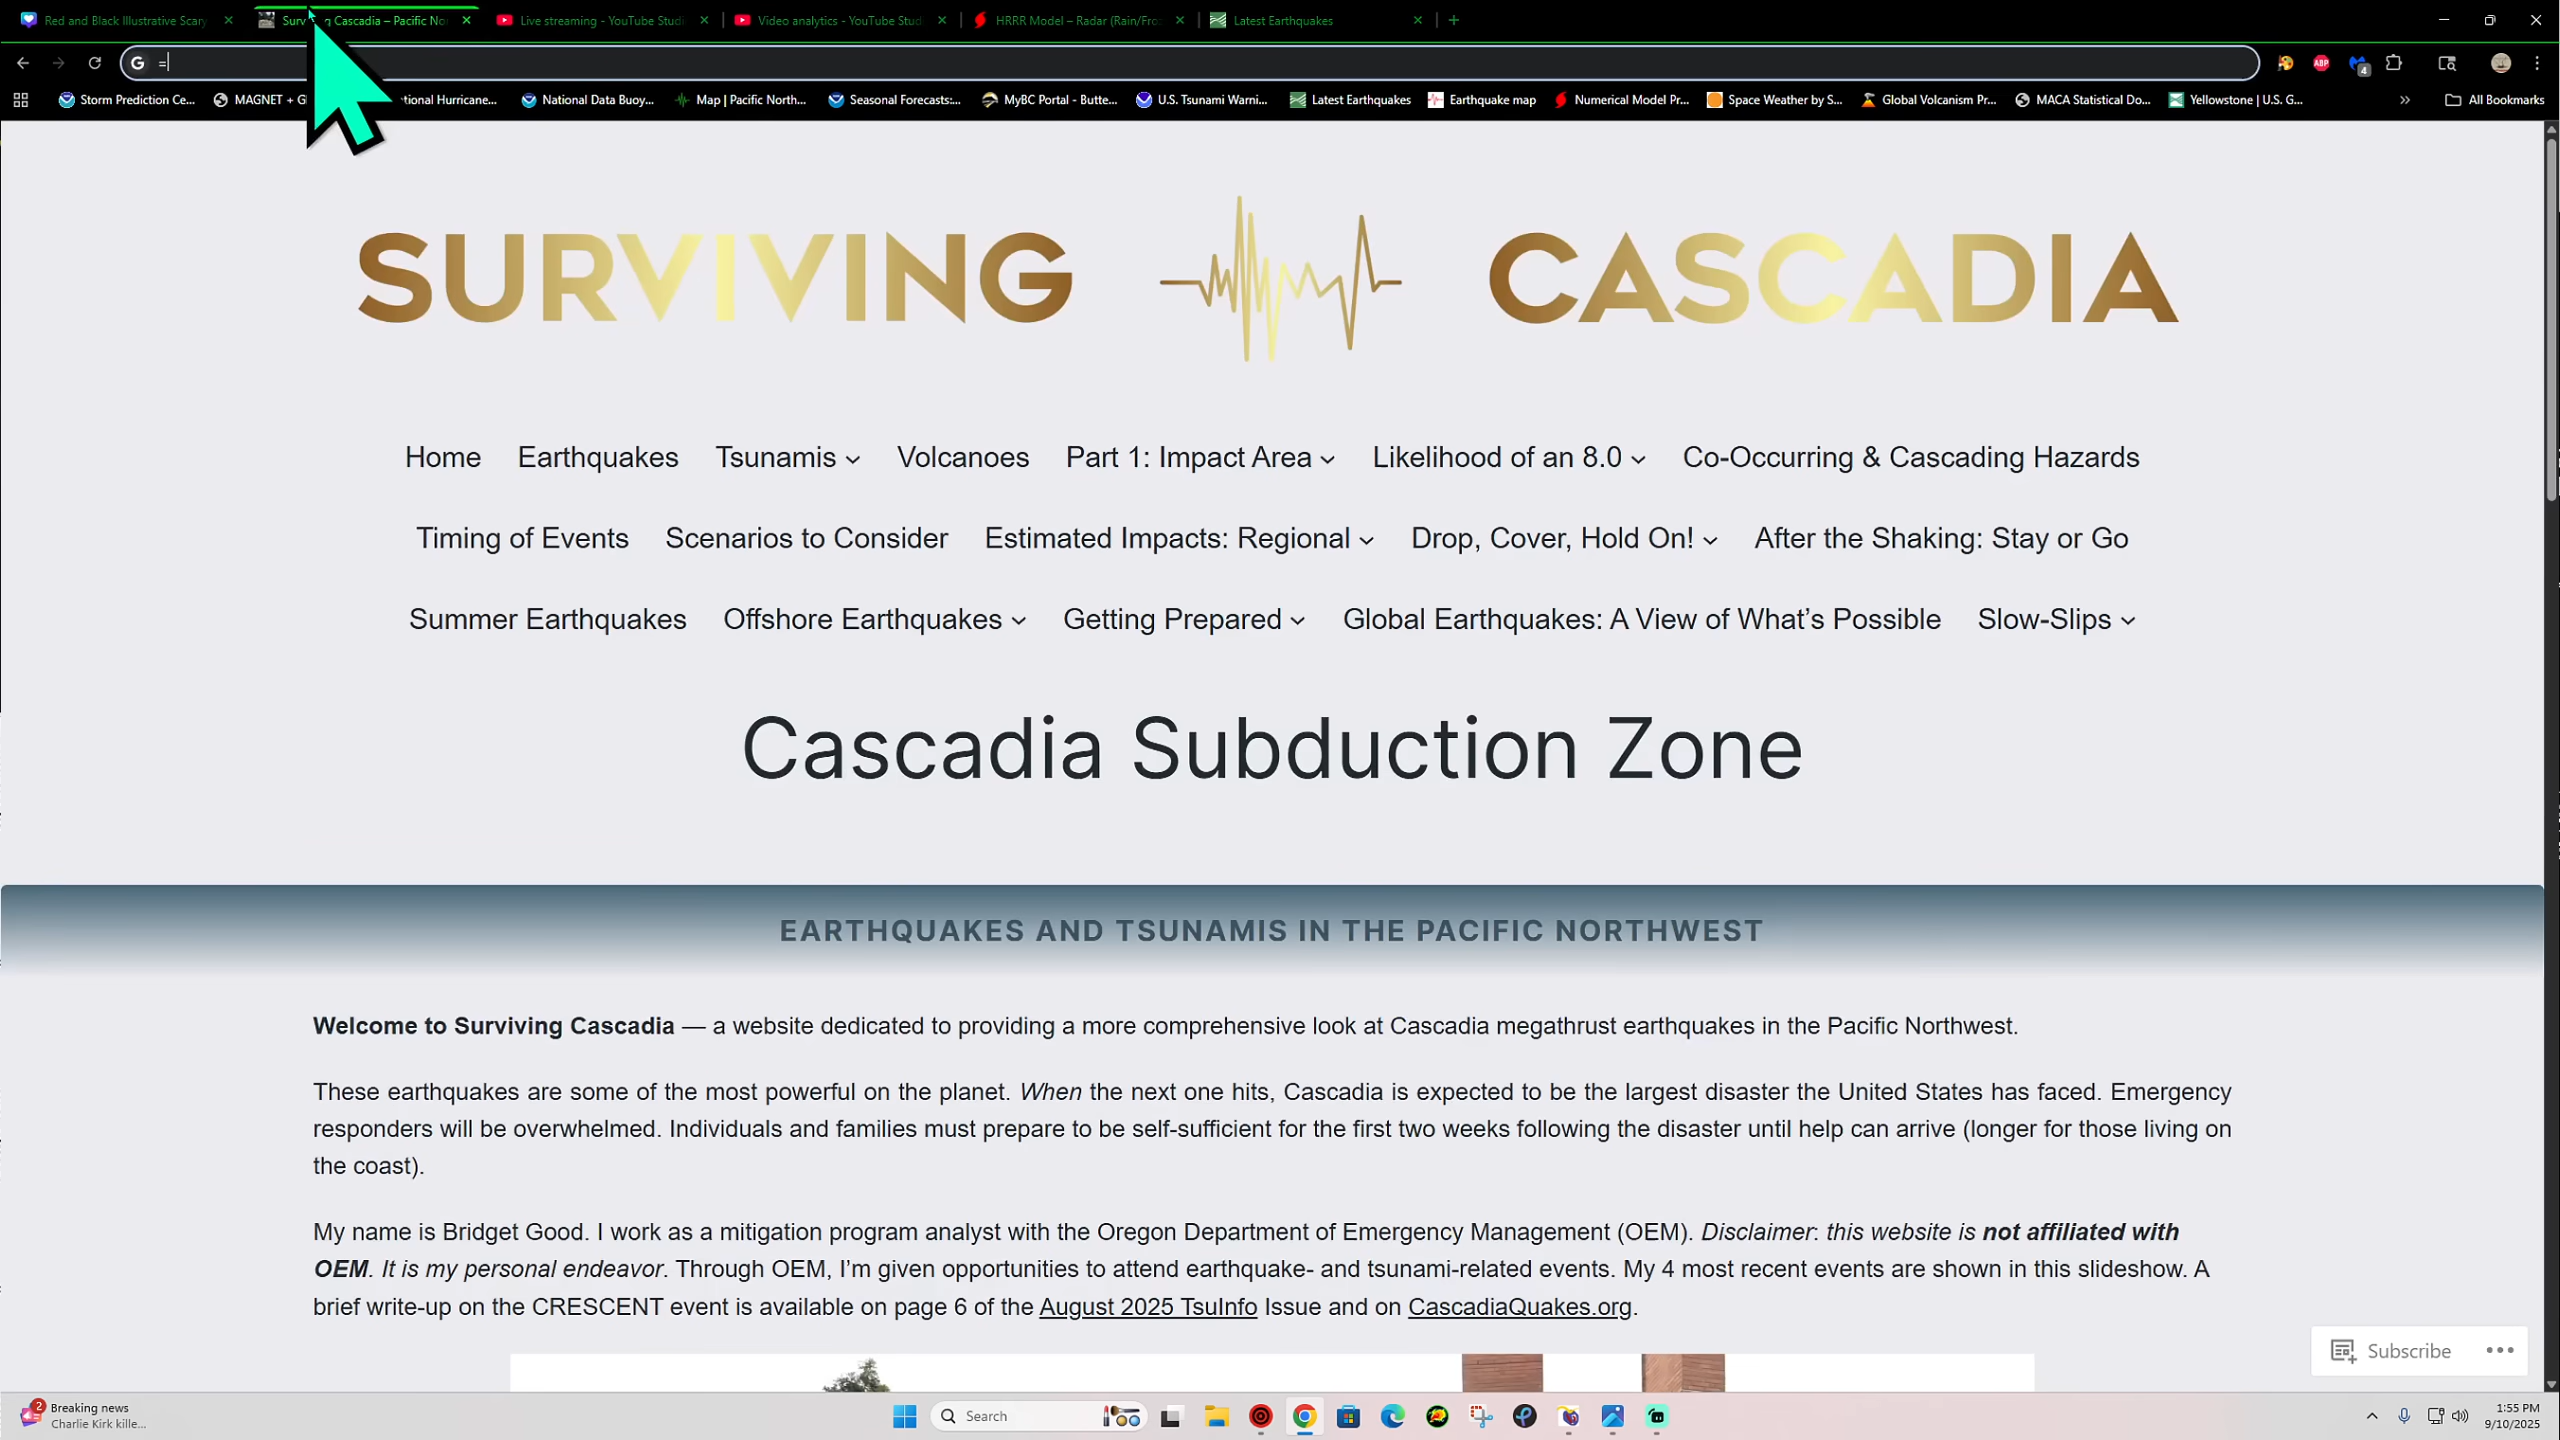 Red and Black Illustrative Scary
Cascadia – Pacific No
Live streaming - YouTube Studi
Video analytics - YouTube Stud
HRRR Model – Radar (Rain/Fro
Latest Earthquakes
=
Storm Prediction Ce...
MAGNET + G
tional Hurricane...
National Data Buoy...
Map | Pacific North...
Seasonal Forecasts:...
MyBC Portal - Butte...
U.S. Tsunami Warni...
Latest Earthquakes
Earthquake map
Numerical Model Pr...
Space Weather by S...
Global Volcanism Pr...
MACA Statistical Do...
Yellowstone | U.S. G...
All Bookmarks
SURVIVING CASCADIA
Home Earthquakes Tsunamis Volcanoes Part 1: Impact Area Likelihood of an 8.0 Co-Occurring & Cascading Hazards
Timing of Events Scenarios to Consider Estimated Impacts: Regional Drop, Cover, Hold On! After the Shaking: Stay or Go
Summer Earthquakes Offshore Earthquakes Getting Prepared Global Earthquakes: A View of What’s Possible Slow-Slips
Cascadia Subduction Zone
EARTHQUAKES AND TSUNAMIS IN THE PACIFIC NORTHWEST
Welcome to Surviving Cascadia — a website dedicated to providing a more comprehensive look at Cascadia megathrust earthquakes in the Pacific Northwest.
These earthquakes are some of the most powerful on the planet. When the next one hits, Cascadia is expected to be the largest disaster the United States has faced. Emergency
responders will be overwhelmed. Individuals and families must prepare to be self-sufficient for the first two weeks following the disaster until help can arrive (longer for those living on
the coast).
My name is Bridget Good. I work as a mitigation program analyst with the Oregon Department of Emergency Management (OEM). Disclaimer: this website is not affiliated with
OEM. It is my personal endeavor. Through OEM, I’m given opportunities to attend earthquake- and tsunami-related events. My 4 most recent events are shown in this slideshow. A
brief write-up on the CRESCENT event is available on page 6 of the August 2025 TsuInfo Issue and on CascadiaQuakes.org.
Subscribe
2
Breaking news
Charlie Kirk kille...
Search
1:55 PM
9/10/2025
ABP
4